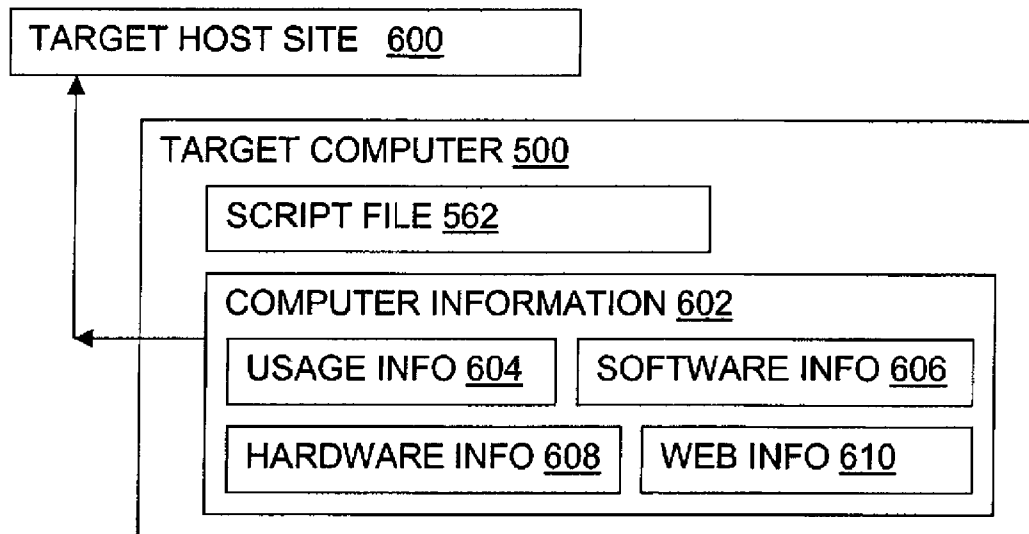 TARGET HOST SITE 600
TARGET COMPUTER 500
SCRIPT FILE 562
COMPUTER INFORMATION 602
USAGE INFO 604
SOFTWARE INFO 606
HARDWARE INFO 608
WEB INFO 610